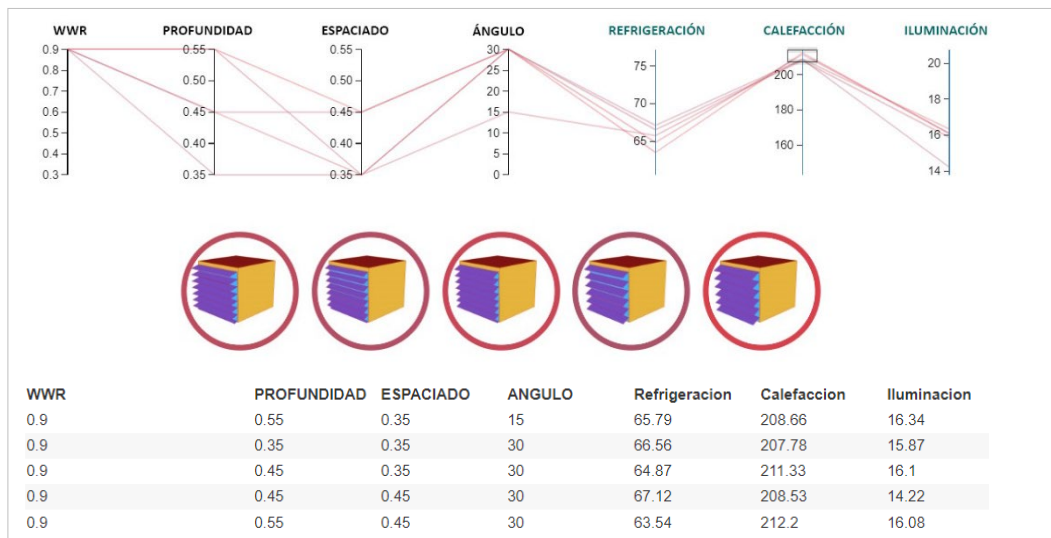 WWR PROFUNDIDAD ESPACIADO ÁNGULO REFRIGERACIÓN CALEFACCIÓN ILUMINACIÓN
0.9 0.55 0.55 30 75 200 20
0.8 0.50 0.50 25 70 180 18
0.7 0.45 0.45 20 65 160 16
0.6 0.40 0.40 15 14
0.5 0.35 0.35 10
0.4 5
0.3 0
WWR PROFUNDIDAD ESPACIADO ANGULO Refrigeracion Calefaccion Iluminacion
0.9 0.55 0.35 15 65.79 208.66 16.34
0.9 0.35 0.35 30 66.56 207.78 15.87
0.9 0.45 0.35 30 64.87 211.33 16.1
0.9 0.45 0.45 30 67.12 208.53 14.22
0.9 0.55 0.45 30 63.54 212.2 16.08